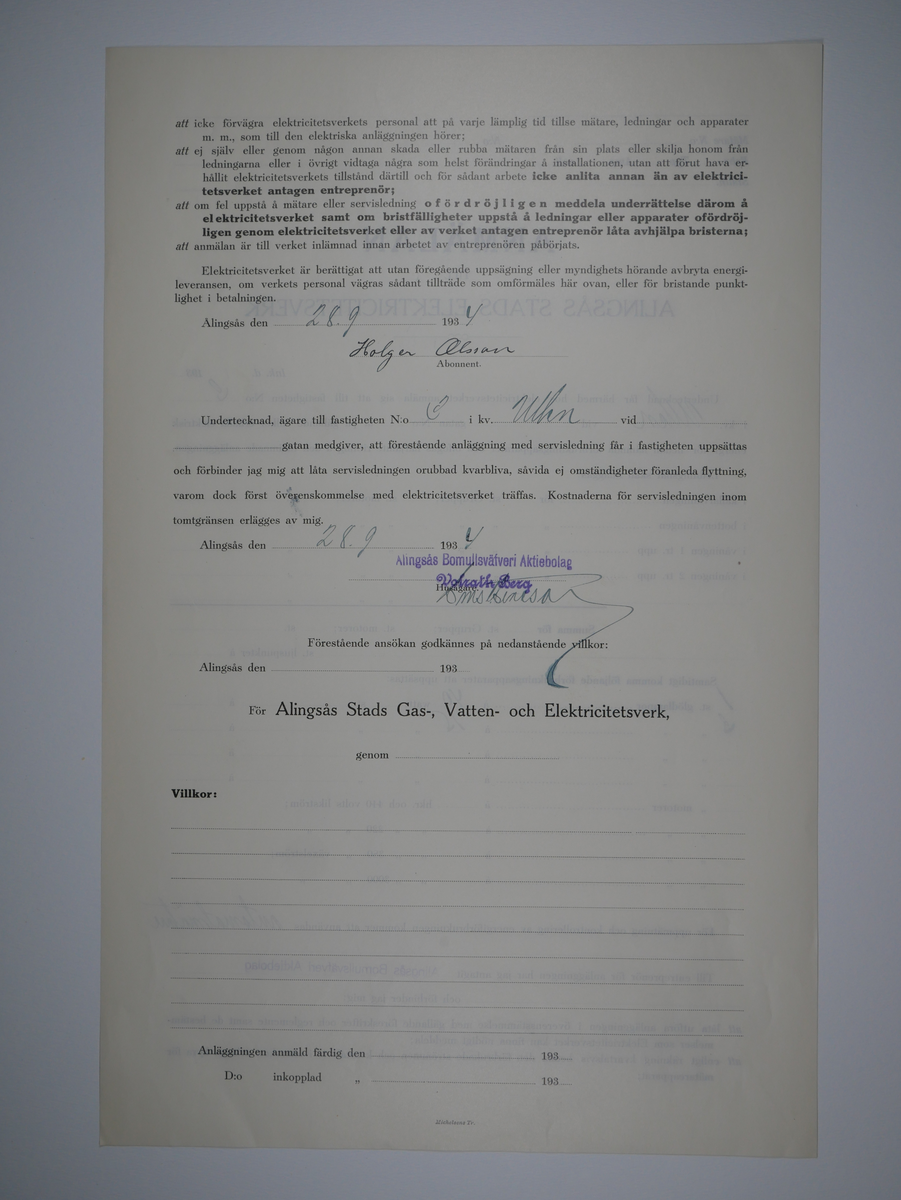 att icke förvägra elektricitetsverkets personal att på varje lämplig tid tillse mätare, ledningar och apparater
m. m., som till den elektriska anläggningen hörer;
att ej själv eller genom någon annan skada eller rubba mätaren från sin plats eller skilja honom från
ledningarna eller i övrigt vidtaga några som helst förändringar å installationen, utan att förut hava er-
hållit elektricitetsverkets tillstånd därtill och för sådant arbete icke anlita annan än av elektrici-
tetsverket antagen entreprenör;
att om fel uppstå å mätare eller servisledning ofördröjligen meddela underrättelse därom å
elektricitetsverket samt om bristfälligheter uppstå å ledningar eller apparater ofördröj-
ligen genom elektricitetsverket eller av verket antagen entreprenör låta avhjälpa bristerna;
att anmälan är till verket inlämnad innan arbetet av entreprenören påbörjats.
Elektricitetsverket är berättigat att utan föregående uppsägning eller myndighets hörande avbryta energi-
leveransen, om verkets personal vägras sådant tillträde som omförmäles här ovan, eller för bristande punkt-
lighet i betalningen.
Alingsås den 28. 9 1934
Holger Olsson
Abonnent.
Undertecknad, ägare till fastigheten N:o i kv. vid
gatan medgiver, att förestående anläggning med servisledning får i fastigheten uppsättas
och förbinder jag mig att låta servisledningen orubbad kvarbliva, såvida ej omständigheter föranleda flyttning,
varom dock först överenskommelse med elektricitetsverket träffas. Kostnaderna för servisledningen inom
tomtgränsen erlägges av mig.
Alingsås den 28. 9 1934
Alingsås Bomullsväfveri Aktiebolag
Volrath Berg
Husägare
Förestående ansökan godkännes på nedanstående villkor:
Alingsås den 193
För Alingsås Stads Gas-, Vatten- och Elektricitetsverk,
genom
Villkor:
Anläggningen anmäld färdig den 193
D:o inkopplad „ 193